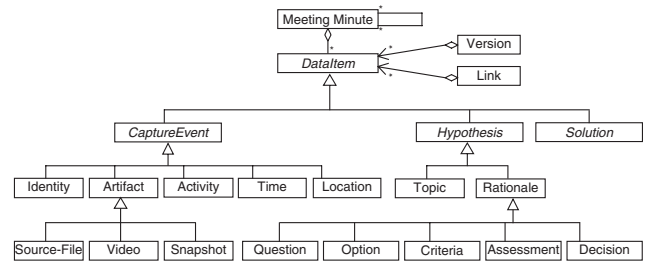 Meeting Minute
*
*
*
DataItem
*
Version
*
Link
CaptureEvent
Hypothesis
Solution
Identity
Artifact
Activity
Time
Location
Topic
Rationale
Source-File
Video
Snapshot
Question
Option
Criteria
Assessment
Decision